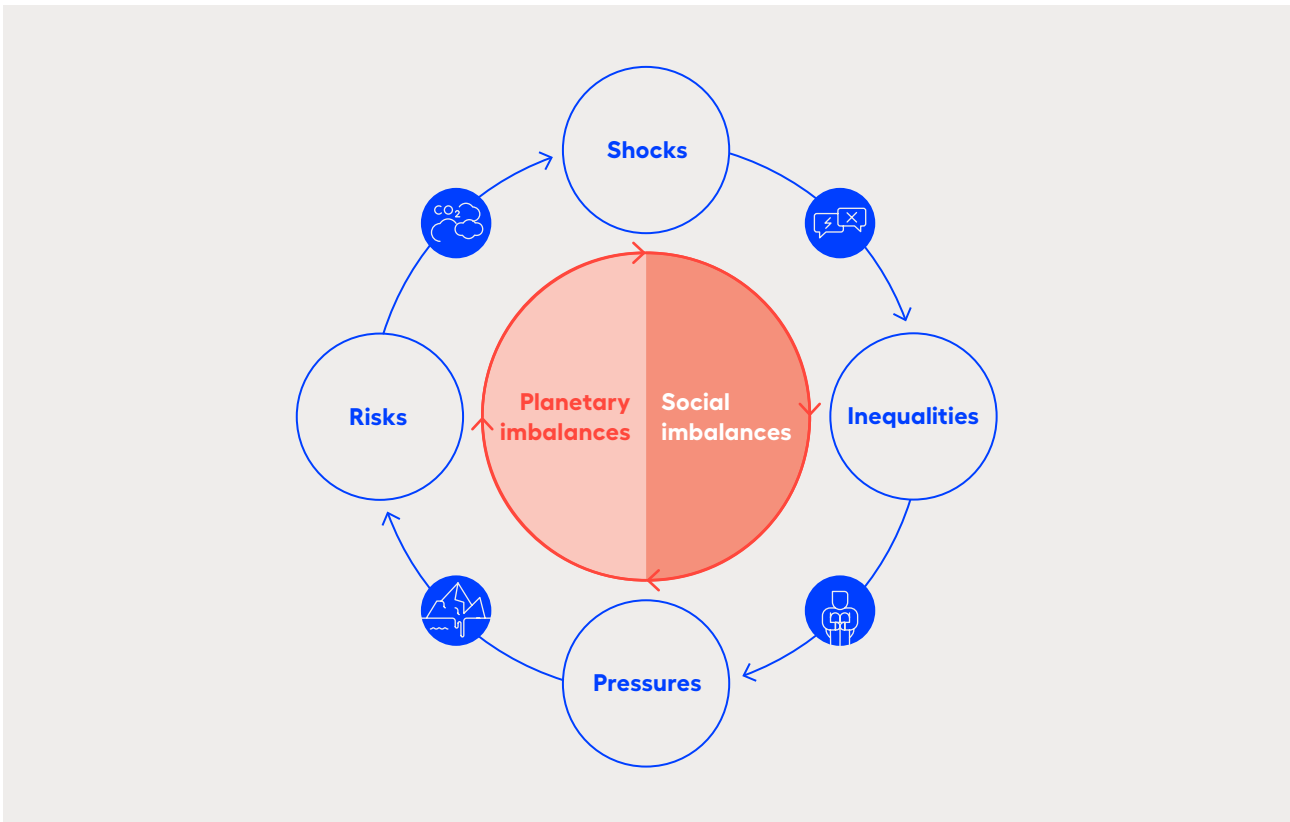 Shocks
CO2
Risks
Planetary
imbalances
Social
imbalances
Inequalities
Pressures